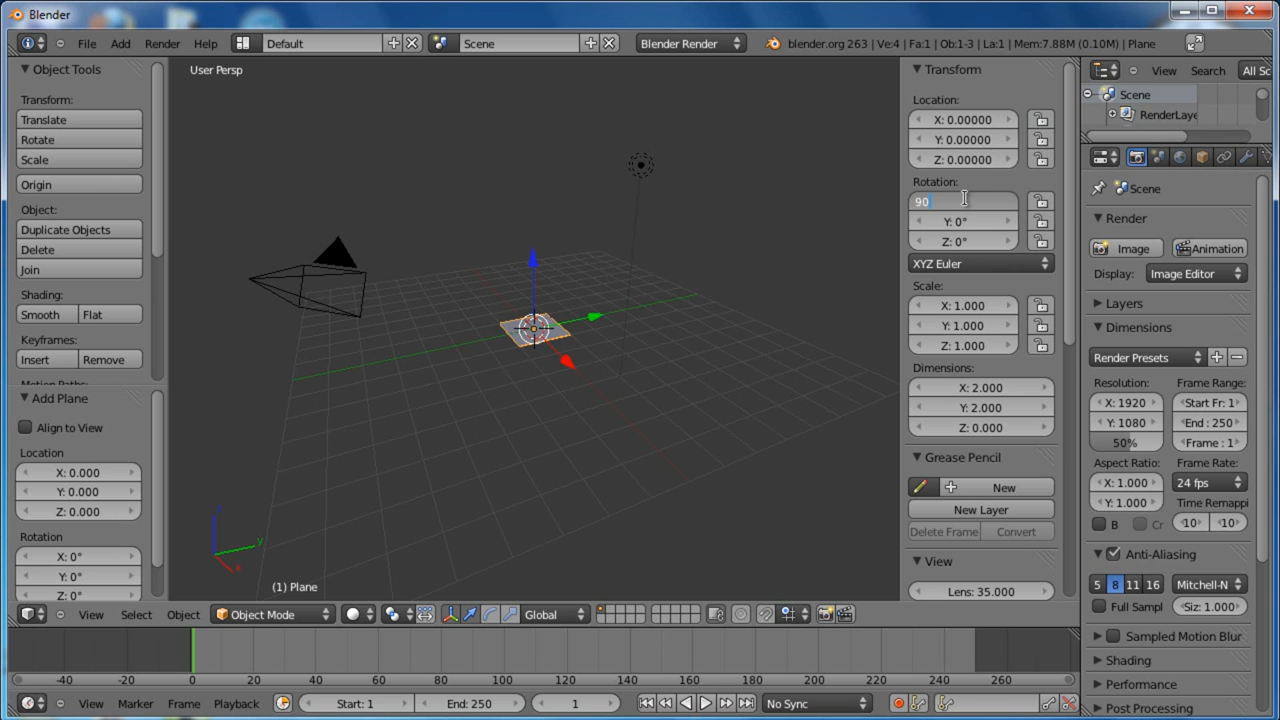 Blender
File Add Render Help Default Scene Blender Render blender.org 263 | Ve:4 | Fa:1 | Ob:1-3 | La:1 | Mem:7.88M (0.10M) | Plane
Object Tools
Transform:
Translate
Rotate
Scale
Origin
Object:
Duplicate Objects
Delete
Join
Shading:
Smooth Flat
Keyframes:
Insert Remove
Motion Paths:
Add Plane
Align to View
Location
X: 0.000
Y: 0.000
Z: 0.000
Rotation
X: 0°
Y: 0°
Z: 0°
User Persp
z
y
x
(1) Plane
Transform
Location:
X: 0.00000
Y: 0.00000
Z: 0.00000
Rotation:
90
Y: 0°
Z: 0°
XYZ Euler
Scale:
X: 1.000
Y: 1.000
Z: 1.000
Dimensions:
X: 2.000
Y: 2.000
Z: 0.000
Grease Pencil
New
New Layer
Delete Frame Convert
View
Lens: 35.000
View Search All Sc
Scene
RenderLaye
Scene
Render
Image Animation
Display: Image Editor
Layers
Dimensions
Render Presets
Resolution: Frame Range:
X: 1920 Start Fr: 1
Y: 1080 End : 250
50% Frame : 1
Aspect Ratio: Frame Rate:
X: 1.000 24 fps
Y: 1.000 Time Remappi
B Cr 10 10
Anti-Aliasing
5 8 11 16 Mitchell-N
Full Sampl Siz: 1.000
Sampled Motion Blur
Shading
Performance
Post Processing
View Select Object Object Mode Global
-40 -20 0 20 40 60 80 100 120 140 160 180 200 220 240 260
View Marker Frame Playback Start: 1 End: 250 1 No Sync